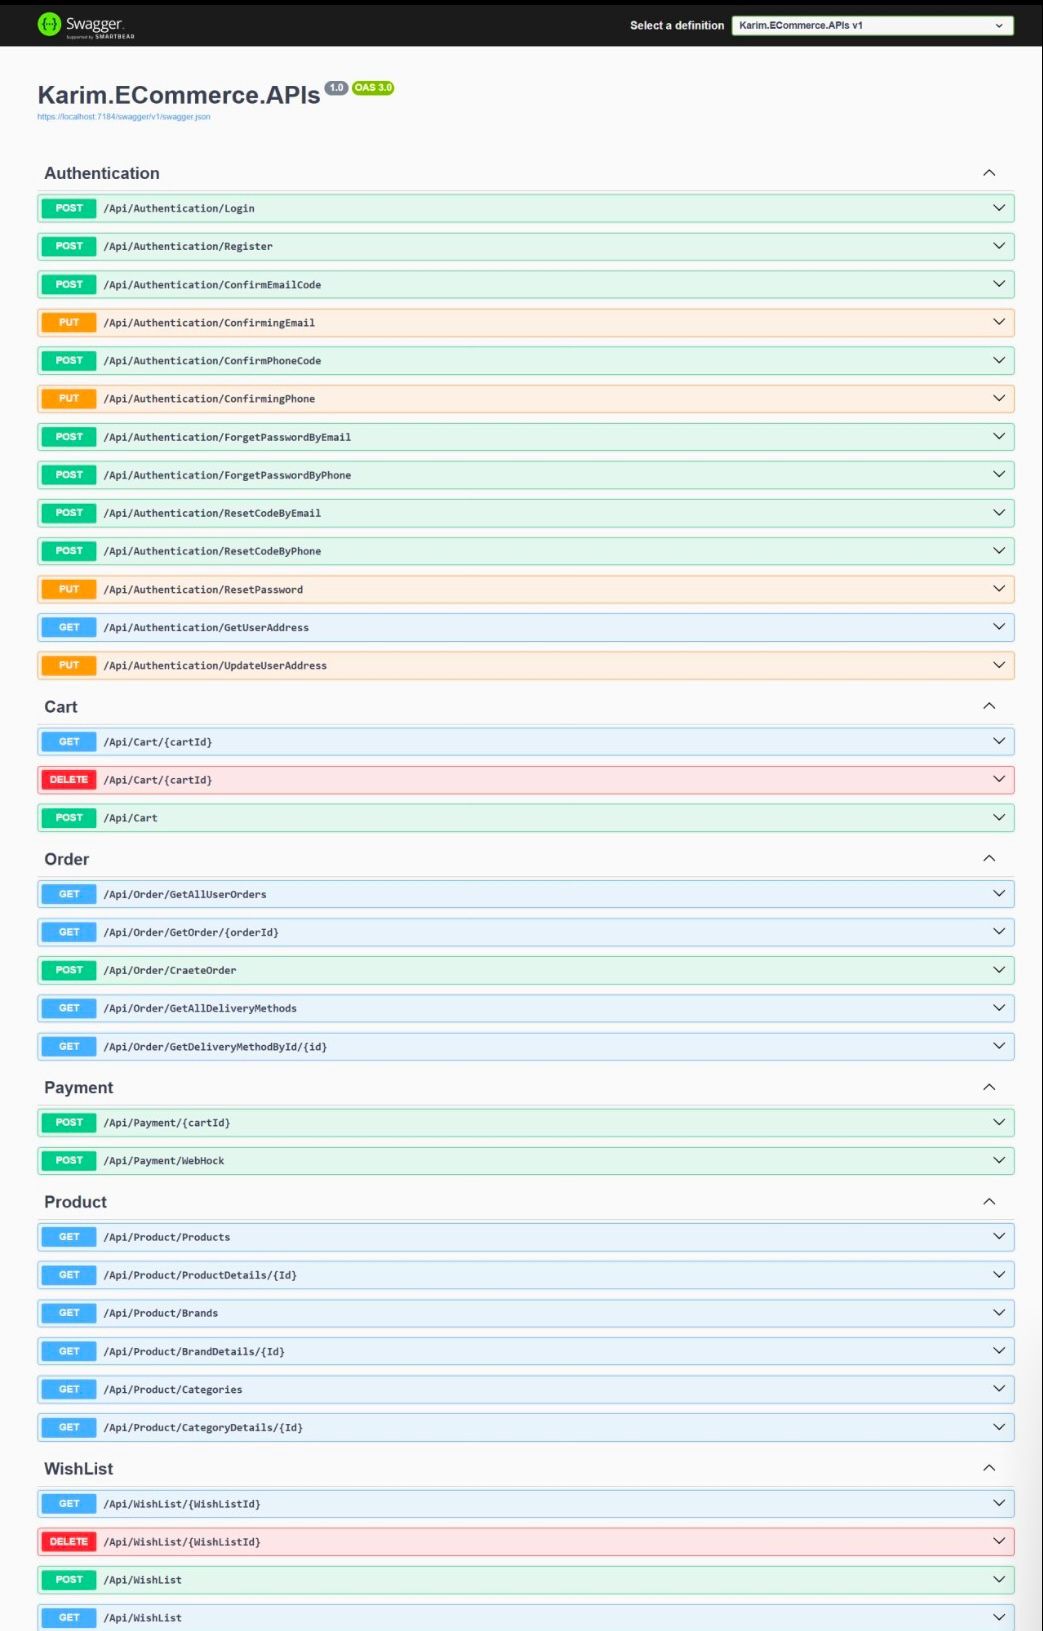 Swagger.
Supported by SMARTBEAR
Select a definition
Karim.ECommerce.APIs v1
Karim.ECommerce.APIs 1.0 OAS 3.0
https://localhost:7184/swagger/v1/swagger.json
Authentication
POST /Api/Authentication/Login
POST /Api/Authentication/Register
POST /Api/Authentication/ConfirmEmailCode
PUT /Api/Authentication/ConfirmingEmail
POST /Api/Authentication/ConfirmPhoneCode
PUT /Api/Authentication/ConfirmingPhone
POST /Api/Authentication/ForgetPasswordByEmail
POST /Api/Authentication/ForgetPasswordByPhone
POST /Api/Authentication/ResetCodeByEmail
POST /Api/Authentication/ResetCodeByPhone
PUT /Api/Authentication/ResetPassword
GET /Api/Authentication/GetUserAddress
PUT /Api/Authentication/UpdateUserAddress
Cart
GET /Api/Cart/{cartId}
DELETE /Api/Cart/{cartId}
POST /Api/Cart
Order
GET /Api/Order/GetAllUserOrders
GET /Api/Order/GetOrder/{orderId}
POST /Api/Order/CraeteOrder
GET /Api/Order/GetAllDeliveryMethods
GET /Api/Order/GetDeliveryMethodById/{id}
Payment
POST /Api/Payment/{cartId}
POST /Api/Payment/WebHock
Product
GET /Api/Product/Products
GET /Api/Product/ProductDetails/{Id}
GET /Api/Product/Brands
GET /Api/Product/BrandDetails/{Id}
GET /Api/Product/Categories
GET /Api/Product/CategoryDetails/{Id}
WishList
GET /Api/WishList/{WishListId}
DELETE /Api/WishList/{WishListId}
POST /Api/WishList
GET /Api/WishList